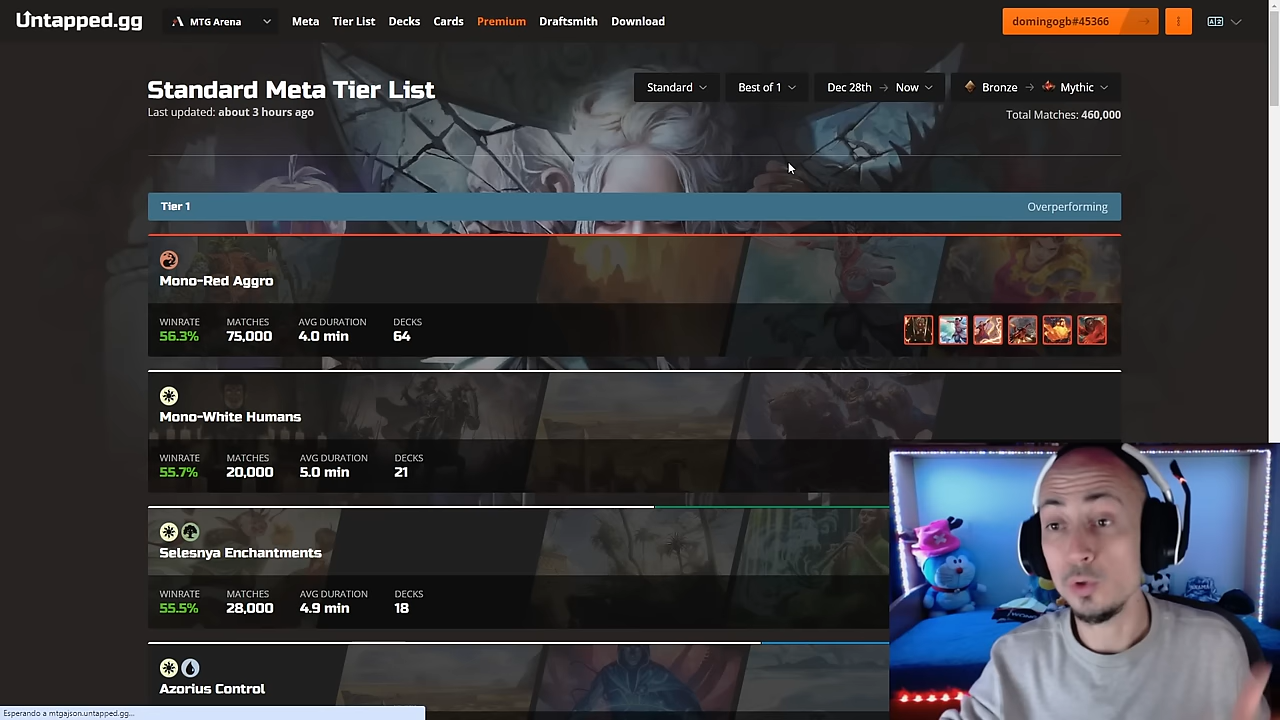 Untapped.gg
MTG Arena
Meta
Tier List
Decks
Cards
Premium
Draftsmith
Download
domingogb#45366
Standard Meta Tier List
Last updated: about 3 hours ago
Standard
Best of 1
Dec 28th → Now
Bronze → Mythic
Total Matches: 460,000
Tier 1
Overperforming
Mono-Red Aggro
WINRATE MATCHES AVG DURATION DECKS
56.3% 75,000 4.0 min 64
Mono-White Humans
WINRATE MATCHES AVG DURATION DECKS
55.7% 20,000 5.0 min 21
Selesnya Enchantments
WINRATE MATCHES AVG DURATION DECKS
55.5% 28,000 4.9 min 18
Azorius Control
Esperando a mtgajson.untapped.gg...